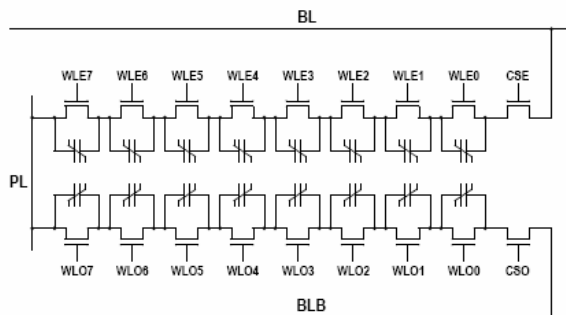 BL
WLE7 WLE6 WLE5 WLE4 WLE3 WLE2 WLE1 WLE0 CSE
PL
WLO7 WLO6 WLO5 WLO4 WLO3 WLO2 WLO1 WLO0 CSO
BLB